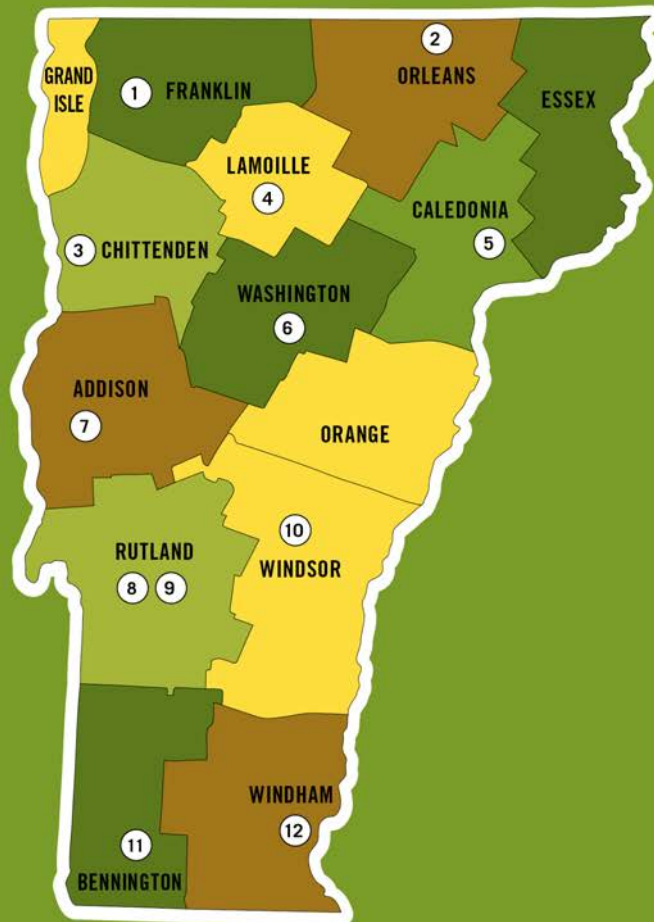 2
ORLEANS
GRAND
ISLE
1 FRANKLIN
ESSEX
LAMOILLE
4
CALEDONIA
5
3 CHITTENDEN
WASHINGTON
6
ADDISON
7
ORANGE
10
WINDSOR
RUTLAND
8 9
WINDHAM
12
11
BENNINGTON